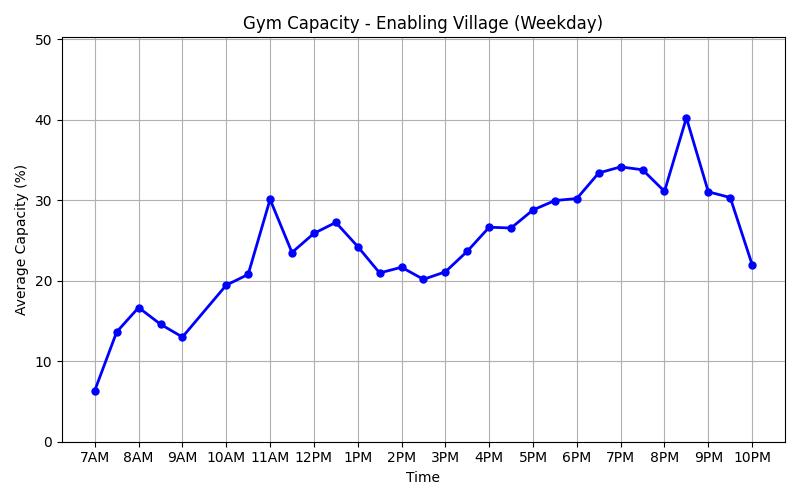 Gym Capacity - Enabling Village (Weekday)
50
40
30
20
10
0
Average Capacity (%)
7AM 8AM 9AM 10AM 11AM 12PM 1PM 2PM 3PM 4PM 5PM 6PM 7PM 8PM 9PM 10PM
Time